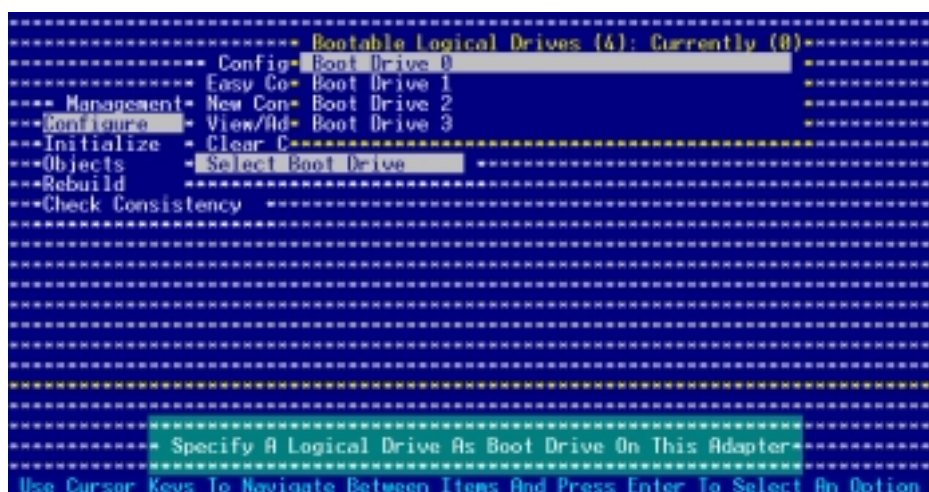 Bootable Logical Drives (4): Currently (0)
Config
Boot Drive 0
Easy Co
Boot Drive 1
Management
New Con
Boot Drive 2
Configure
View/Ad
Boot Drive 3
Initialize
Clear C
Objects
Select Boot Drive
Rebuild
Check Consistency
Specify A Logical Drive As Boot Drive On This Adapter
Use Cursor Keys To Navigate Between Items And Press Enter To Select An Option